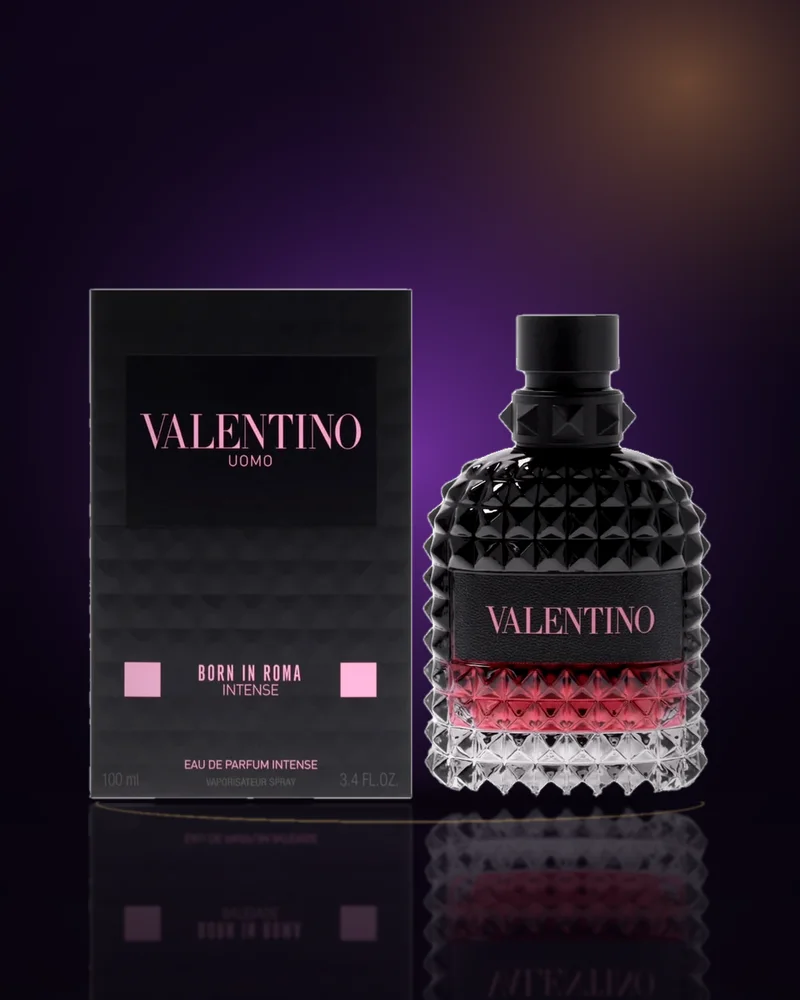 VALENTINO
UOMO
BORN IN ROMA
INTENSE
EAU DE PARFUM INTENSE
100 ml
VAPORISATEUR SPRAY
3.4 FL.OZ.
VALENTINO